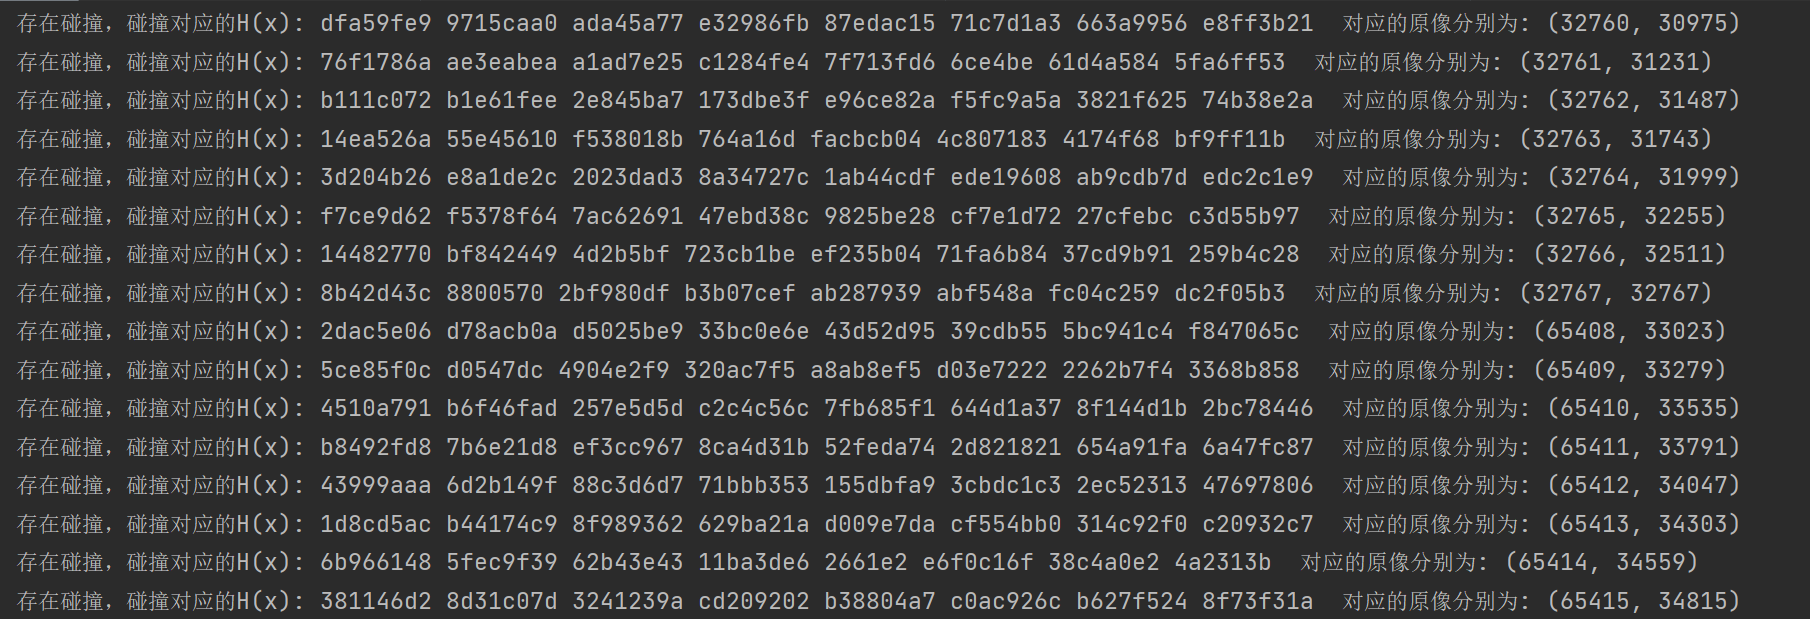 存在碰撞，碰撞对应的H(x): dfa59fe9 9715caa0 ada45a77 e32986fb 87edac15 71c7d1a3 663a9956 e8ff3b21  对应的原像分别为: (32760, 30975)
存在碰撞，碰撞对应的H(x): 76f1786a ae3eabea a1ad7e25 c1284fe4 7f713fd6 6ce4be 61d4a584 5fa6ff53  对应的原像分别为: (32761, 31231)
存在碰撞，碰撞对应的H(x): b111c072 b1e61fee 2e845ba7 173dbe3f e96ce82a f5fc9a5a 3821f625 74b38e2a  对应的原像分别为: (32762, 31487)
存在碰撞，碰撞对应的H(x): 14ea526a 55e45610 f538018b 764a16d facbcb04 4c807183 4174f68 bf9ff11b  对应的原像分别为: (32763, 31743)
存在碰撞，碰撞对应的H(x): 3d204b26 e8a1de2c 2023dad3 8a34727c 1ab44cdf ede19608 ab9cdb7d edc2c1e9  对应的原像分别为: (32764, 31999)
存在碰撞，碰撞对应的H(x): f7ce9d62 f5378f64 7ac62691 47ebd38c 9825be28 cf7e1d72 27cfebc c3d55b97  对应的原像分别为: (32765, 32255)
存在碰撞，碰撞对应的H(x): 14482770 bf842449 4d2b5bf 723cb1be ef235b04 71fa6b84 37cd9b91 259b4c28  对应的原像分别为: (32766, 32511)
存在碰撞，碰撞对应的H(x): 8b42d43c 8800570 2bf980df b3b07cef ab287939 abf548a fc04c259 dc2f05b3  对应的原像分别为: (32767, 32767)
存在碰撞，碰撞对应的H(x): 2dac5e06 d78acb0a d5025be9 33bc0e6e 43d52d95 39cdb55 5bc941c4 f847065c  对应的原像分别为: (65408, 33023)
存在碰撞，碰撞对应的H(x): 5ce85f0c d0547dc 4904e2f9 320ac7f5 a8ab8ef5 d03e7222 2262b7f4 3368b858  对应的原像分别为: (65409, 33279)
存在碰撞，碰撞对应的H(x): 4510a791 b6f46fad 257e5d5d c2c4c56c 7fb685f1 644d1a37 8f144d1b 2bc78446  对应的原像分别为: (65410, 33535)
存在碰撞，碰撞对应的H(x): b8492fd8 7b6e21d8 ef3cc967 8ca4d31b 52feda74 2d821821 654a91fa 6a47fc87  对应的原像分别为: (65411, 33791)
存在碰撞，碰撞对应的H(x): 43999aaa 6d2b149f 88c3d6d7 71bbb353 155dbfa9 3cbdc1c3 2ec52313 47697806  对应的原像分别为: (65412, 34047)
存在碰撞，碰撞对应的H(x): 1d8cd5ac b44174c9 8f989362 629ba21a d009e7da cf554bb0 314c92f0 c20932c7  对应的原像分别为: (65413, 34303)
存在碰撞，碰撞对应的H(x): 6b966148 5fec9f39 62b43e43 11ba3de6 2661e2 e6f0c16f 38c4a0e2 4a2313b  对应的原像分别为: (65414, 34559)
存在碰撞，碰撞对应的H(x): 381146d2 8d31c07d 3241239a cd209202 b38804a7 c0ac926c b627f524 8f73f31a  对应的原像分别为: (65415, 34815)